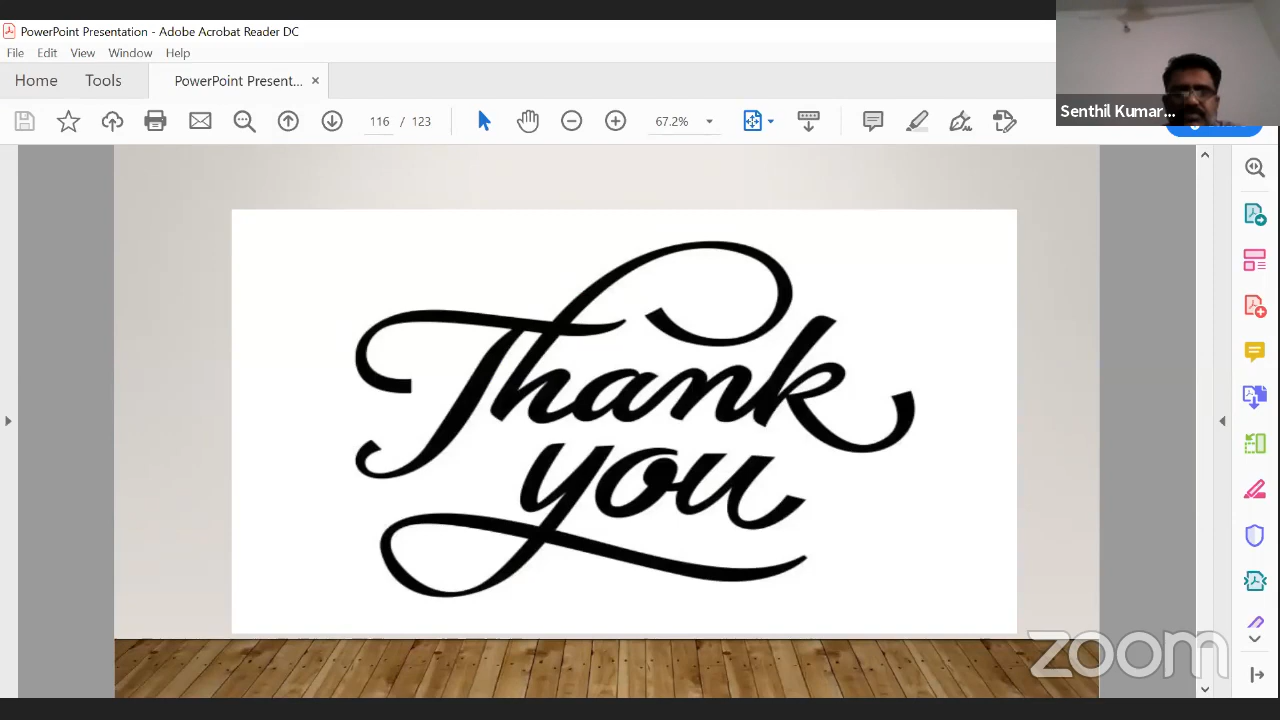 PowerPoint Presentation - Adobe Acrobat Reader DC
File Edit View Window Help
Home Tools PowerPoint Present... ×
116 / 123 67.2%
Senthil Kumar...
Thank
you
zoom